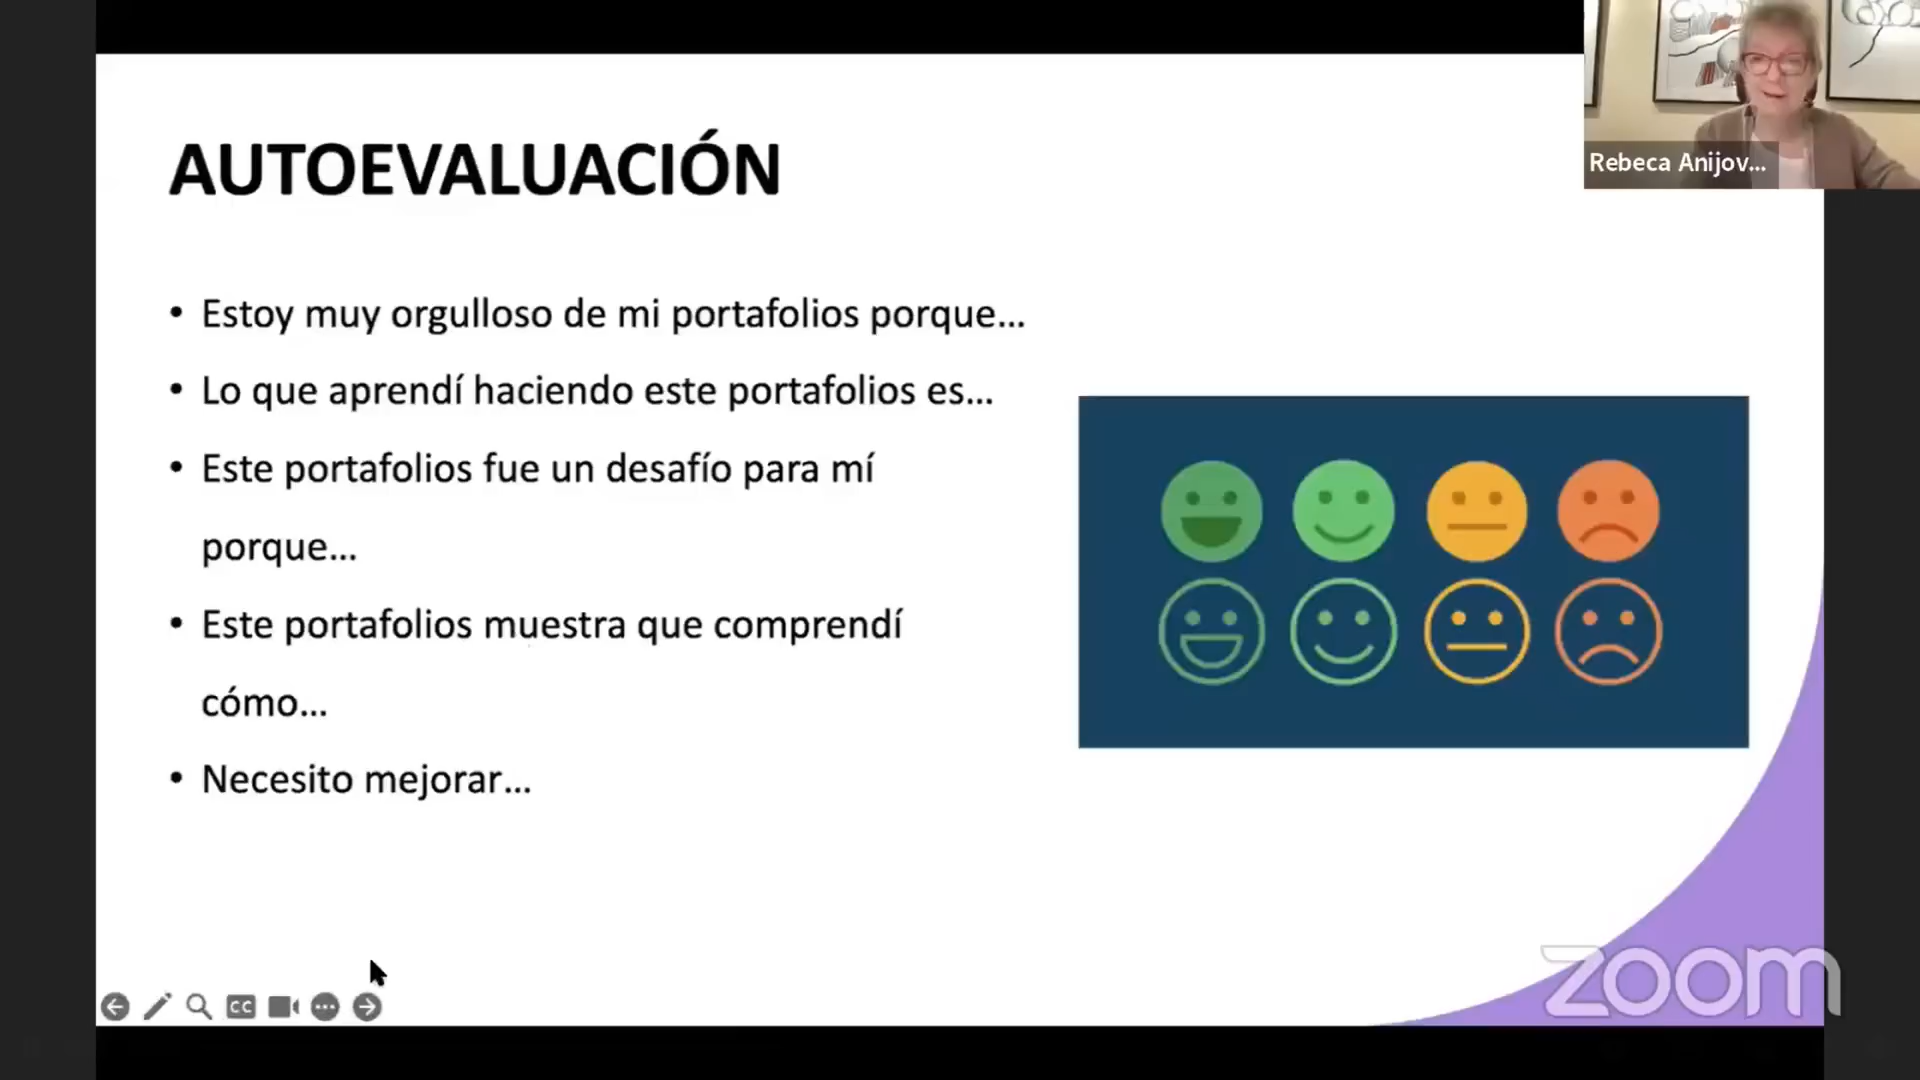 Rebeca Anijov...
AUTOEVALUACIÓN
• Estoy muy orgulloso de mi portafolios porque...
• Lo que aprendí haciendo este portafolios es...
• Este portafolios fue un desafío para mí
porque...
• Este portafolios muestra que comprendí
cómo...
• Necesito mejorar...
CC
zoom